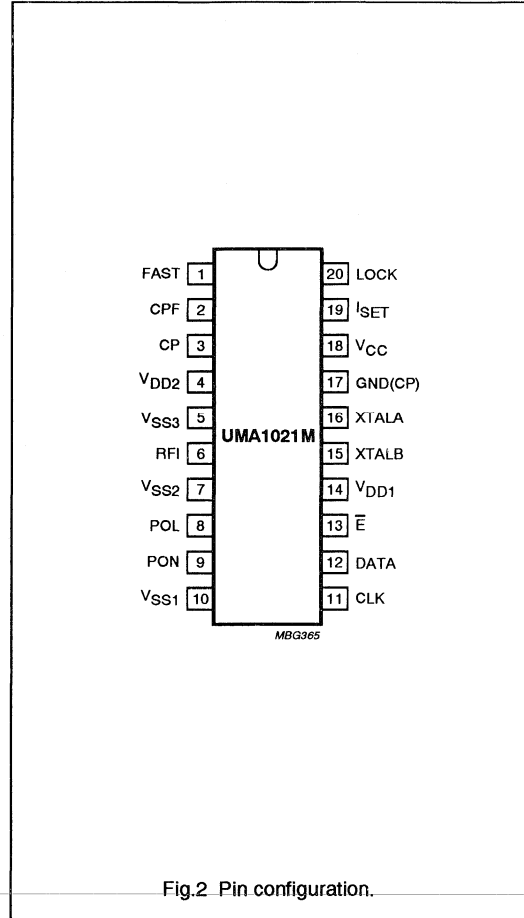 FAST 1 20 LOCK
CPF 2 19 ISET
CP 3 18 VCC
VDD2 4 17 GND(CP)
VSS3 5 16 XTALA
UMA1021M
RFI 6 15 XTALB
VSS2 7 14 VDD1
POL 8 13 E̅
PON 9 12 DATA
VSS1 10 11 CLK
MBG365
Fig.2 Pin configuration.